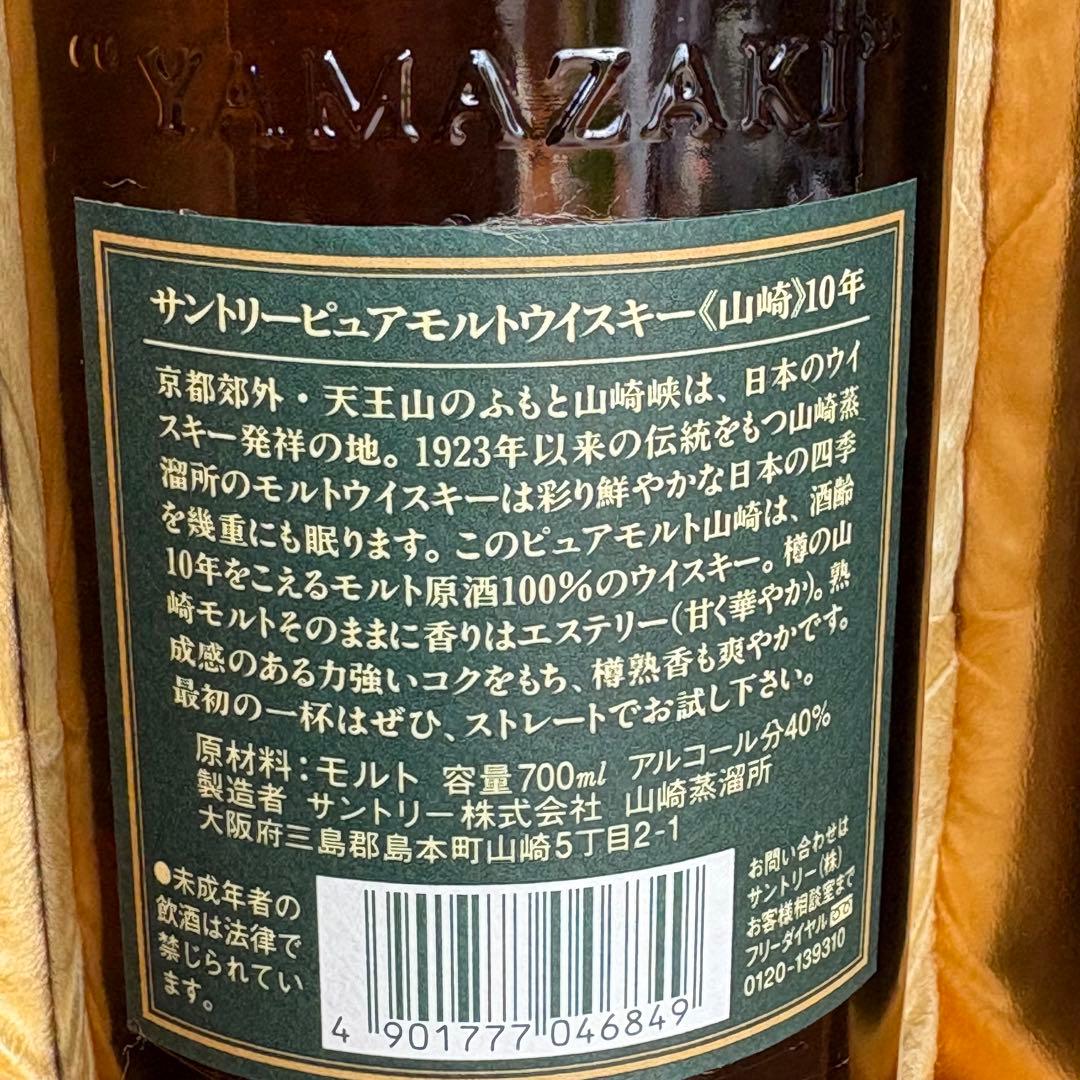 "YAMAZAKI"
サントリーピュアモルトウイスキー《山崎》10年
京都郊外・天王山のふもと山崎峡は、日本のウイ
スキー発祥の地。1923年以来の伝統をもつ山崎蒸
溜所のモルトウイスキーは彩り鮮やかな日本の四季
を幾重にも眠ります。このピュアモルト山崎は、酒齢
10年をこえるモルト原酒100%のウイスキー。樽の山
崎モルトそのままに香りはエステリー(甘く華やか)。熟
成感のある力強いコクをもち、樽熟香も爽やかです。
最初の一杯はぜひ、ストレートでお試し下さい。
原材料:モルト 容量700ml アルコール分40%
製造者 サントリー株式会社 山崎蒸溜所
大阪府三島郡島本町山崎5丁目2-1
●未成年者の
飲酒は法律で
禁じられてい
ます。
4 901777 046849
お問い合わせは
サントリー(株)
お客様相談室まで
フリーダイヤル
0120-139310